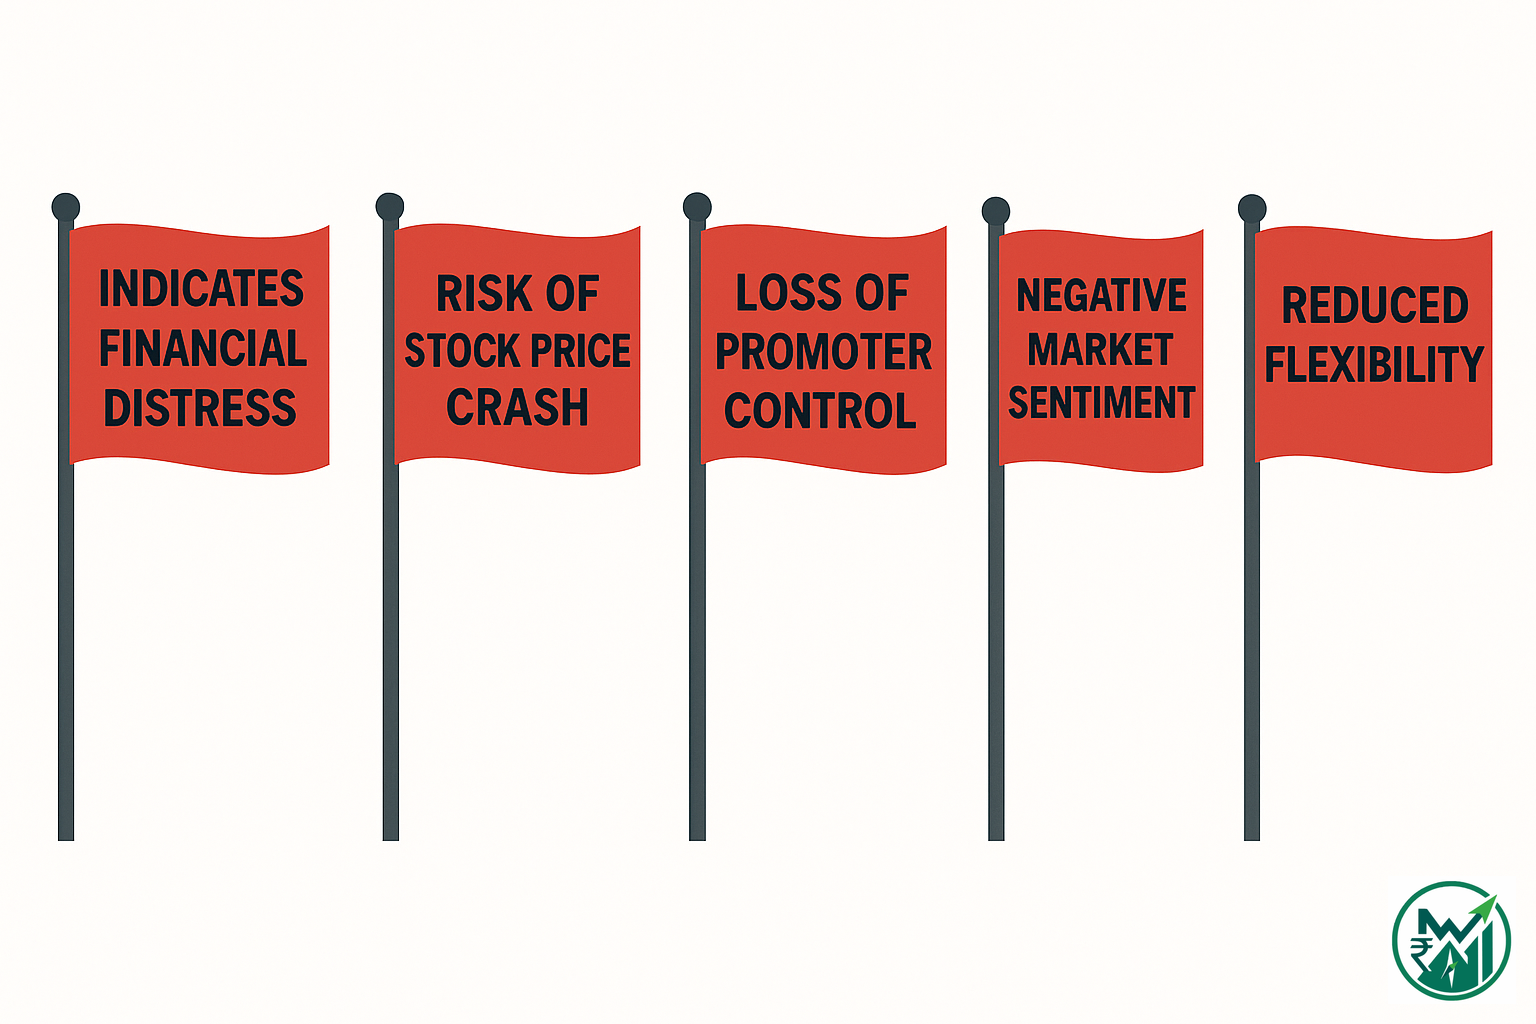 INDICATES
FINANCIAL
DISTRESS
RISK OF
STOCK PRICE
CRASH
LOSS OF
PROMOTER
CONTROL
NEGATIVE
MARKET
SENTIMENT
REDUCED
FLEXIBILITY
₹